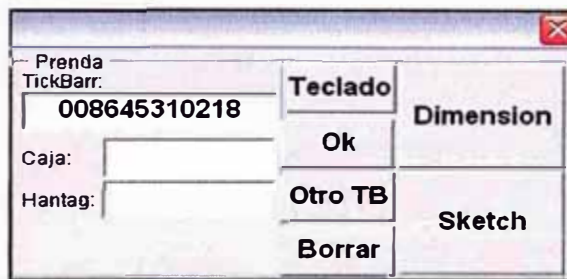 Prenda
TickBarr:
008645310218
Caja:
Hantag:
Teclado
Ok
Otro TB
Borrar
Dimension
Sketch